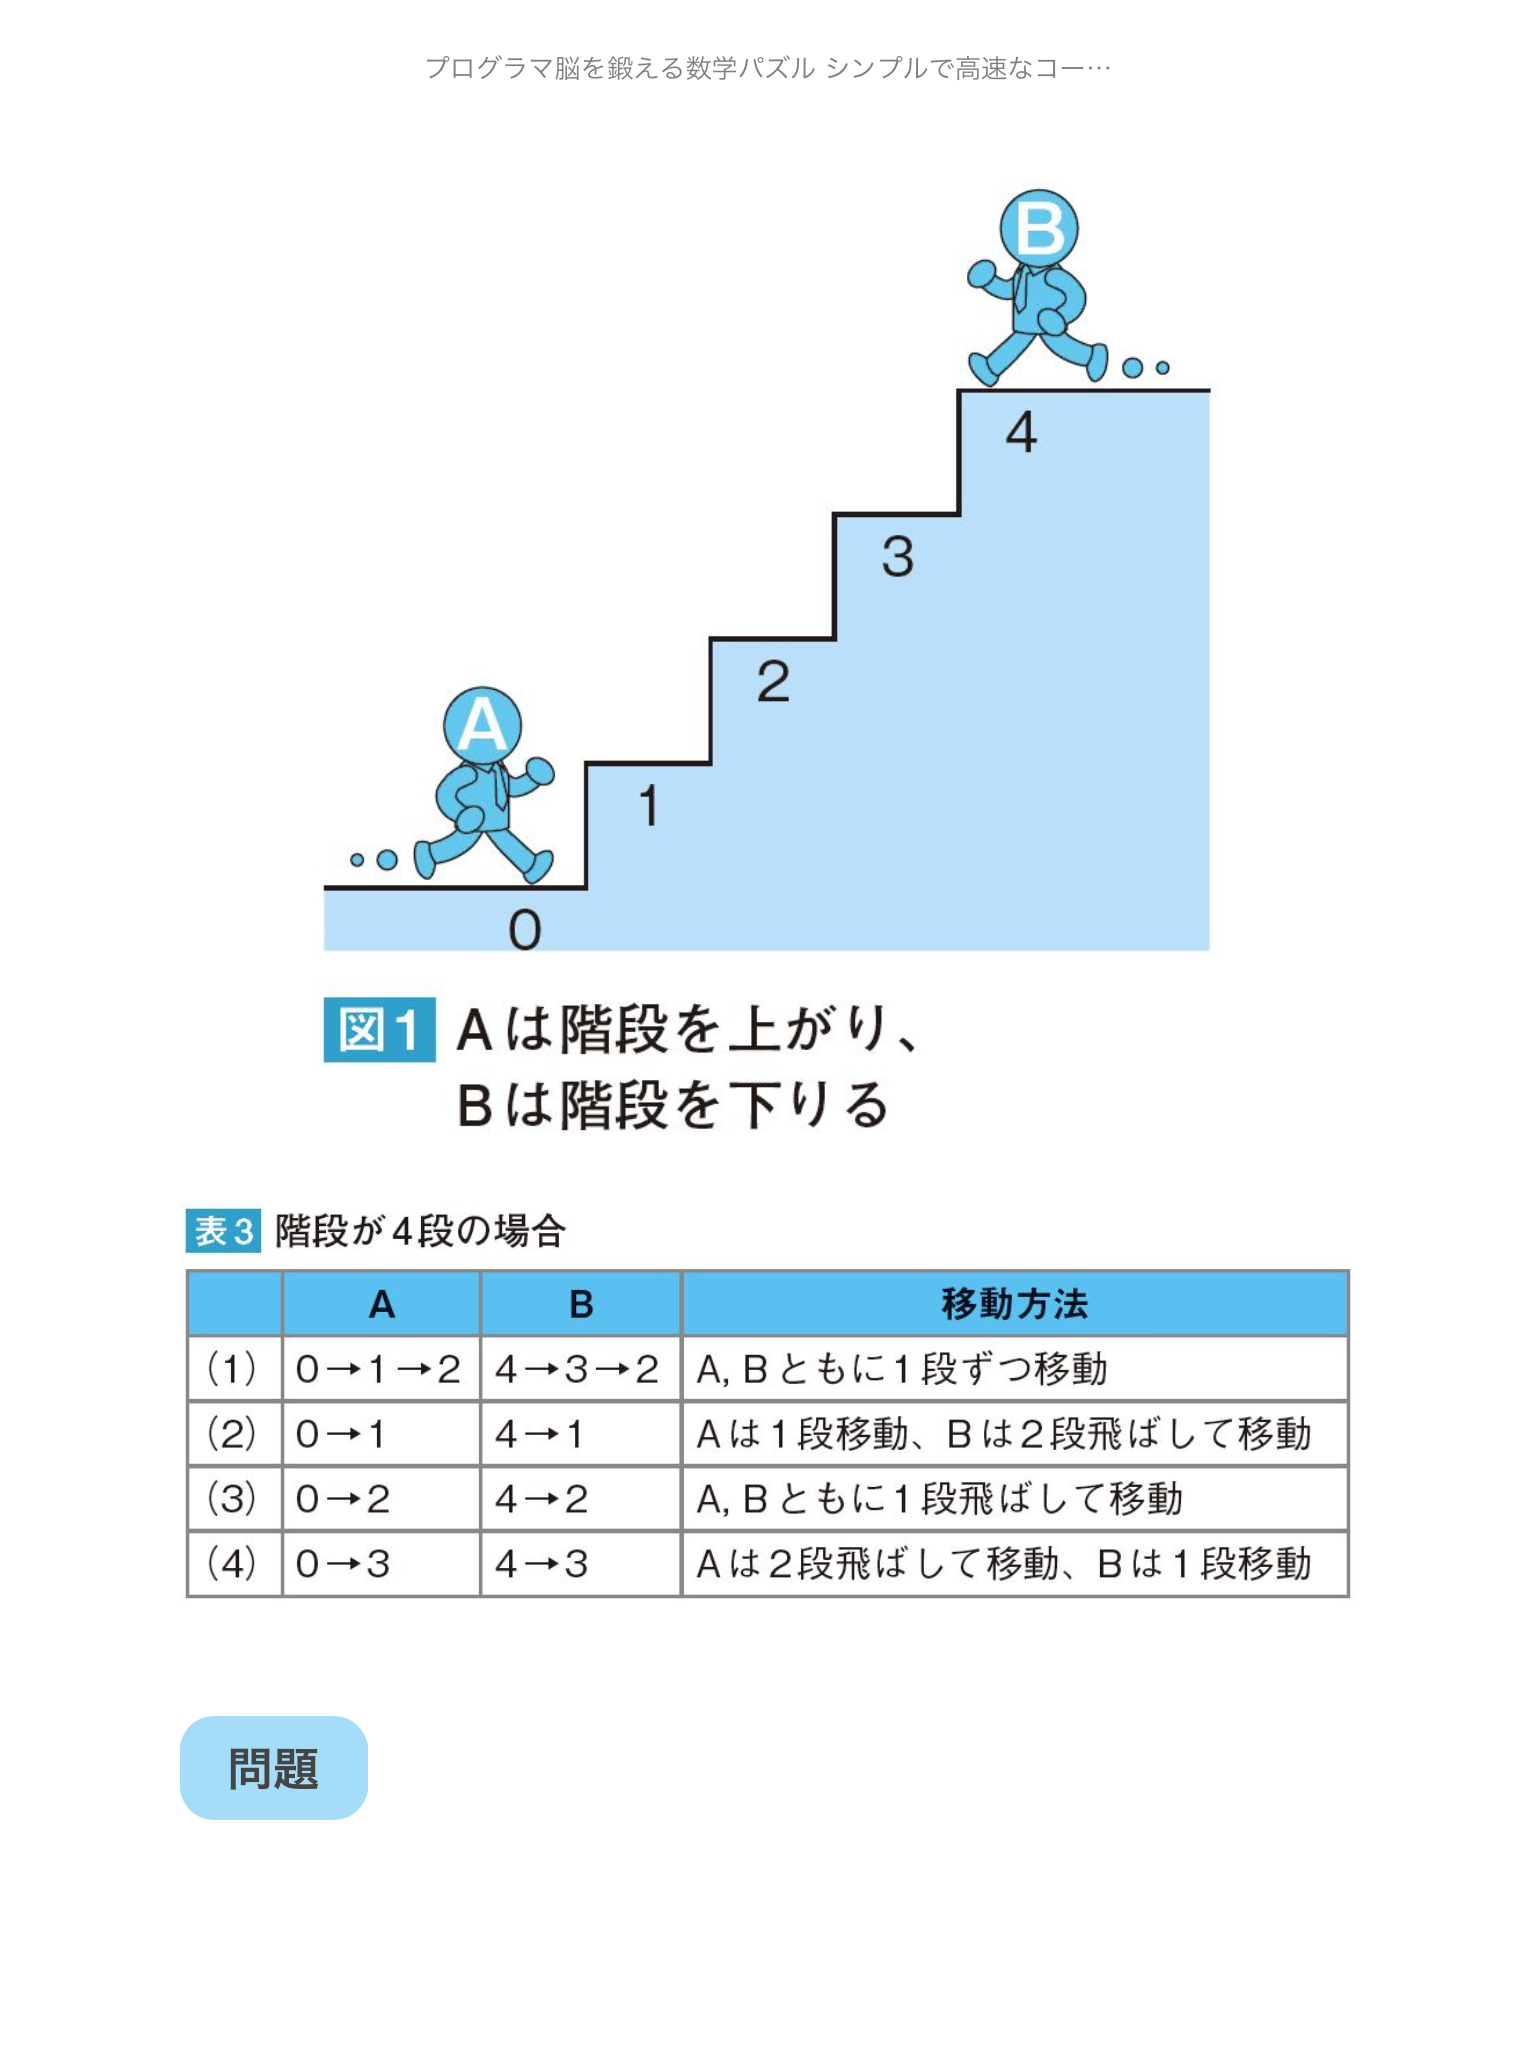 プログラマ脳を鍛える数学パズル シンプルで高速なコー…
B
4
3
2
A
1
0
図1 Aは階段を上がり、
Bは階段を下りる
表3 階段が4段の場合
A B 移動方法
(1) 0→1→2 4→3→2 A, Bともに1段ずつ移動
(2) 0→1 4→1 Aは1段移動、Bは2段飛ばして移動
(3) 0→2 4→2 A, Bともに1段飛ばして移動
(4) 0→3 4→3 Aは2段飛ばして移動、Bは1段移動
問題